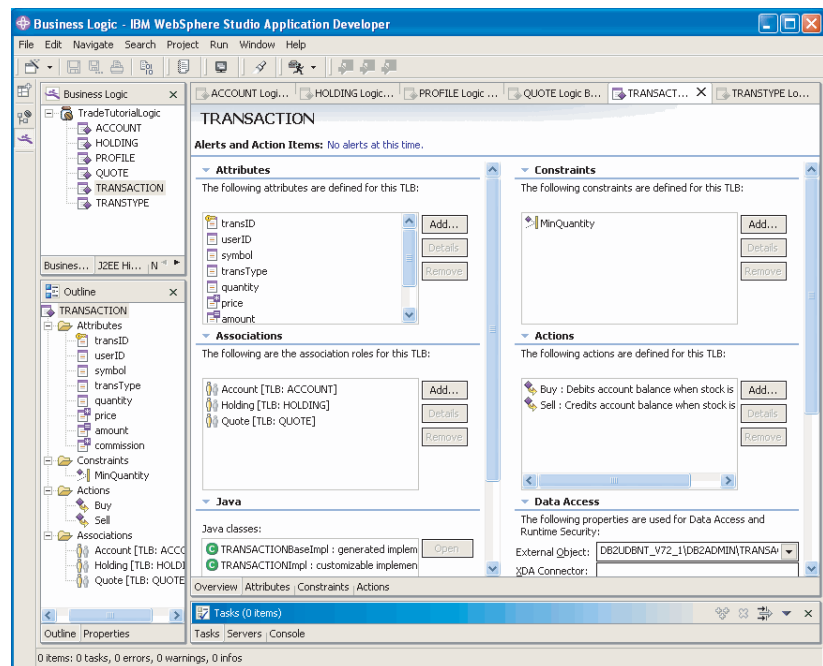 Business Logic - IBM WebSphere Studio Application Developer
File Edit Navigate Search Project Run Window Help
Business Logic
TradeTutorialLogic
ACCOUNT
HOLDING
PROFILE
QUOTE
TRANSACTION
TRANSTYPE
Busines... J2EE Hi... N
Outline
TRANSACTION
Attributes
transID
userID
symbol
transType
quantity
price
amount
commission
Constraints
MinQuantity
Actions
Buy
Sell
Associations
Account [TLB: ACCO
Holding [TLB: HOLDI
Quote [TLB: QUOTE
Outline Properties
ACCOUNT Logi... HOLDING Logic... PROFILE Logic ... QUOTE Logic B... TRANSACT... TRANSTYPE Lo...
TRANSACTION
Alerts and Action Items: No alerts at this time.
Attributes
The following attributes are defined for this TLB:
transID
userID
symbol
transType
quantity
price
amount
Add...
Details
Remove
Associations
The following are the association roles for this TLB:
Account [TLB: ACCOUNT]
Holding [TLB: HOLDING]
Quote [TLB: QUOTE]
Add...
Details
Remove
Java
Java classes:
TRANSACTIONBaseImpl : generated implem
TRANSACTIONImpl : customizable implemen
Open
Constraints
The following constraints are defined for this TLB:
MinQuantity
Add...
Details
Remove
Actions
The following actions are defined for this TLB:
Buy : Debits account balance when stock is
Sell : Credits account balance when stock is
Add...
Details
Remove
Data Access
The following properties are used for Data Access and
Runtime Security:
External Object: DB2UDBNT_V72_1\DB2ADMIN\TRANSA
XDA Connector:
Overview Attributes Constraints Actions
Tasks (0 items)
Tasks Servers Console
0 items: 0 tasks, 0 errors, 0 warnings, 0 infos